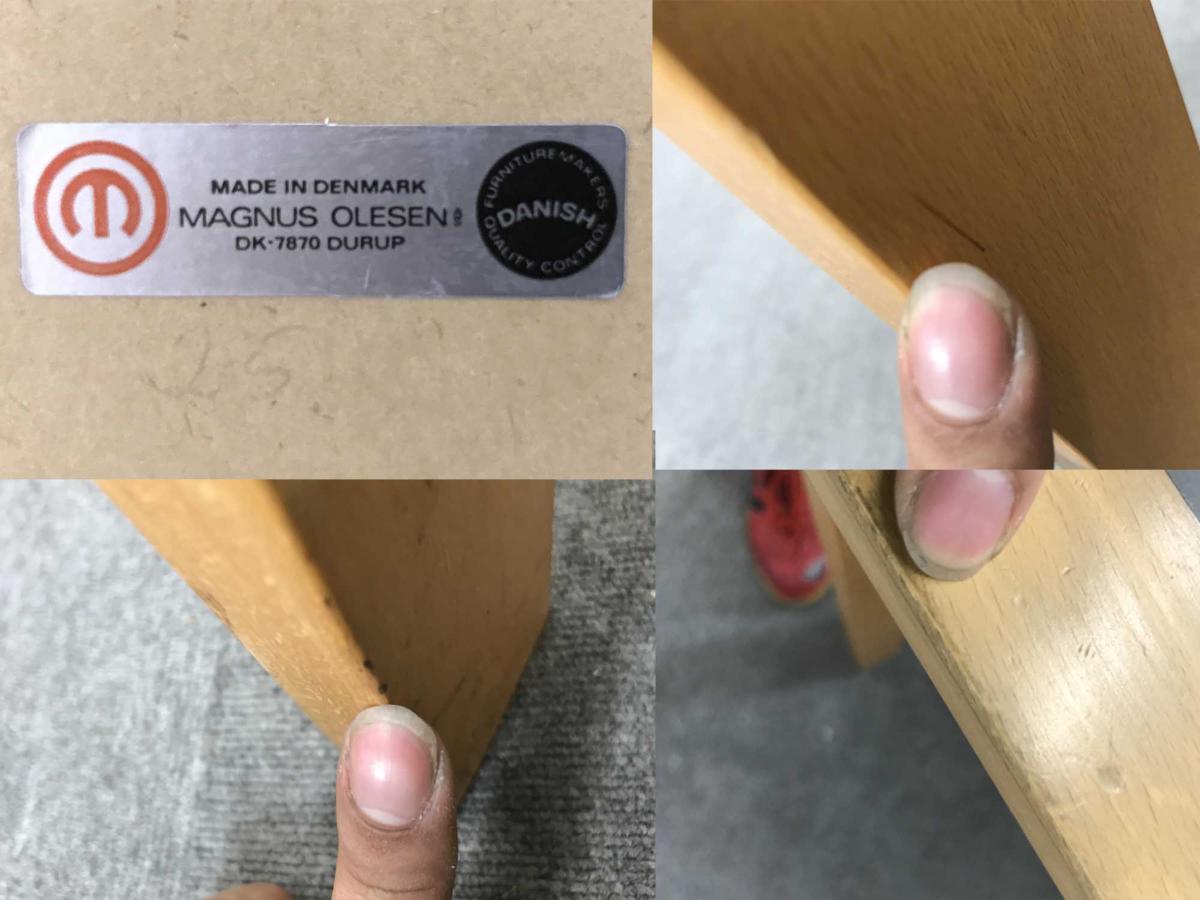 MADE IN DENMARK
MAGNUS OLESEN
DK-7870 DURUP
FURNITUREMAKERS
DANISH
QUALITY CONTROL